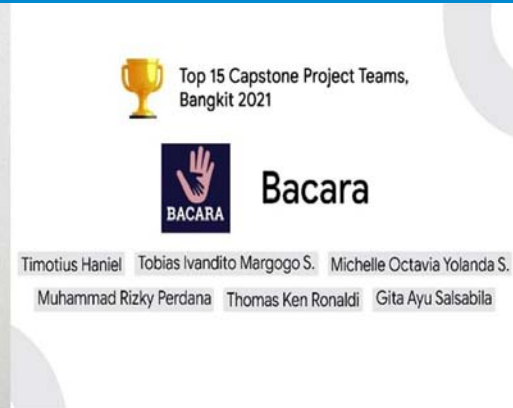 Top 15 Capstone Project Teams,
Bangkit 2021
BACARA
Bacara
Timotius Haniel Tobias Ivandito Margogo S. Michelle Octavia Yolanda S.
Muhammad Rizky Perdana Thomas Ken Ronaldi Gita Ayu Salsabila